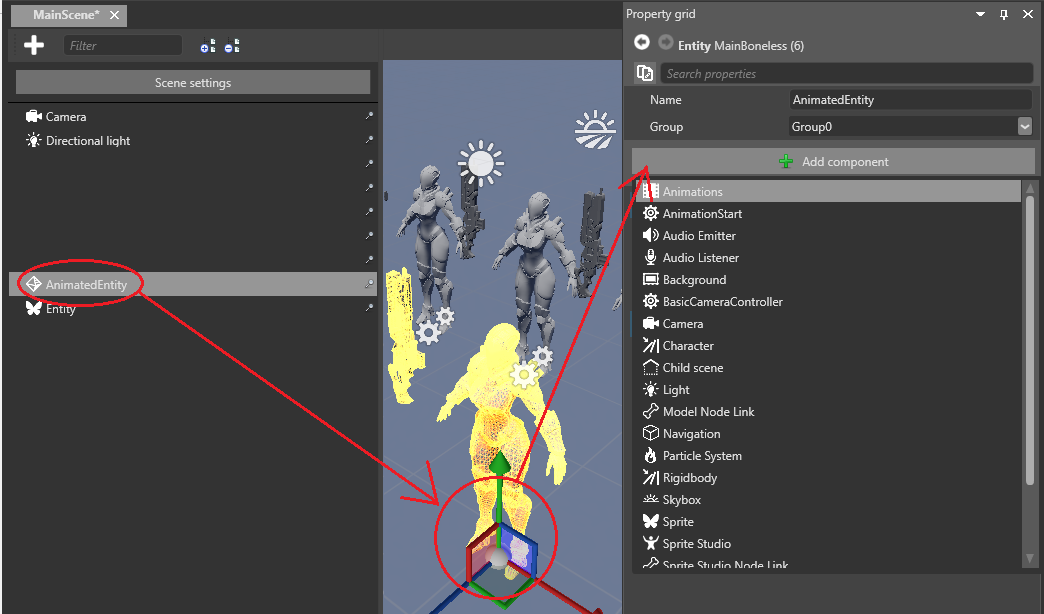 MainScene*
Filter
Scene settings
Camera
Directional light
AnimatedEntity
Entity
Property grid
Entity MainBoneless (6)
Search properties
Name AnimatedEntity
Group Group0
Add component
Animations
AnimationStart
Audio Emitter
Audio Listener
Background
BasicCameraController
Camera
Character
Child scene
Light
Model Node Link
Navigation
Particle System
Rigidbody
Skybox
Sprite
Sprite Studio
Sprite Studio Node Link